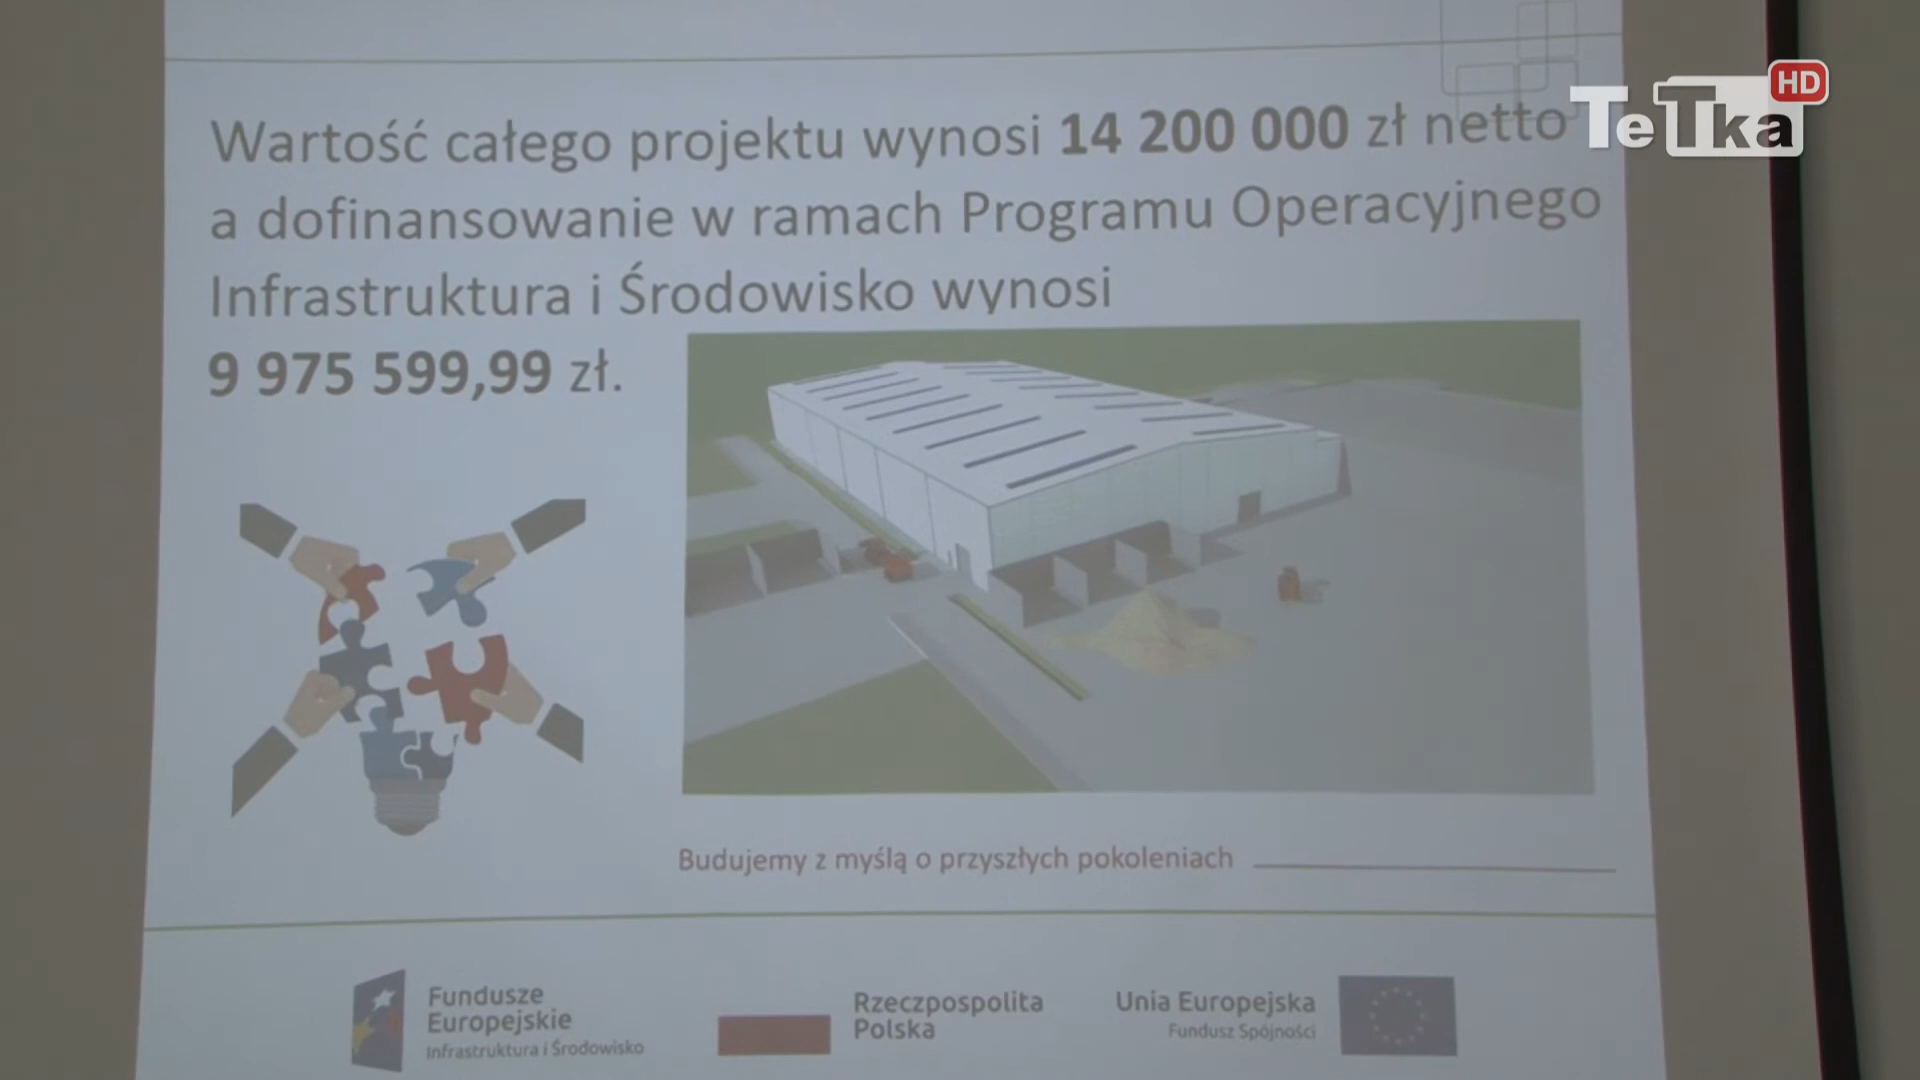 Wartość całego projektu wynosi 14 200 000 zł netto
a dofinansowanie w ramach Programu Operacyjnego
Infrastruktura i Środowisko wynosi
9 975 599,99 zł.
Budujemy z myślą o przyszłych pokoleniach
Fundusze
Europejskie
Infrastruktura i Środowisko
Rzeczpospolita
Polska
Unia Europejska
Fundusz Spójności
TeTka HD